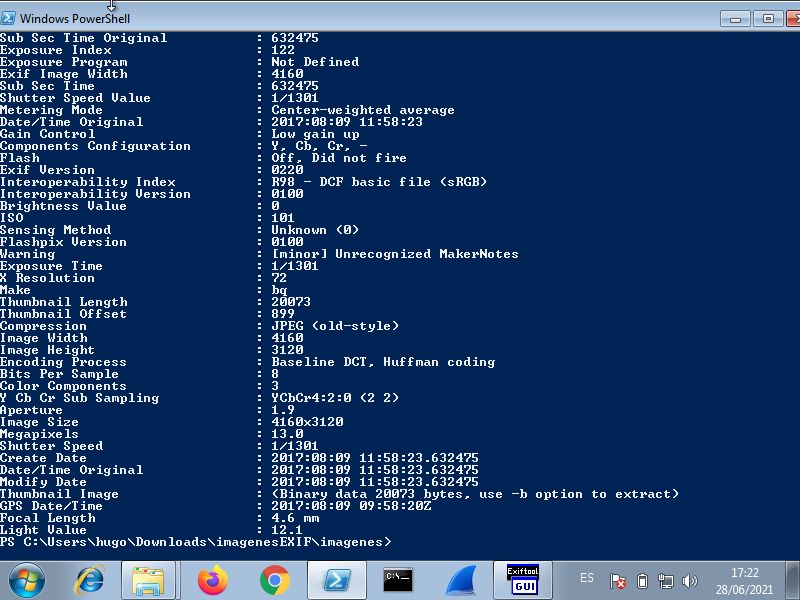 Windows PowerShell
Sub Sec Time Original : 632475
Exposure Index : 122
Exposure Program : Not Defined
Exif Image Width : 4160
Sub Sec Time : 632475
Shutter Speed Value : 1/1301
Metering Mode : Center-weighted average
Date/Time Original : 2017:08:09 11:58:23
Gain Control : Low gain up
Components Configuration : Y, Cb, Cr, -
Flash : Off, Did not fire
Exif Version : 0220
Interoperability Index : R98 - DCF basic file (sRGB)
Interoperability Version : 0100
Brightness Value : 0
ISO : 101
Sensing Method : Unknown (0)
Flashpix Version : 0100
Warning : [minor] Unrecognized MakerNotes
Exposure Time : 1/1301
X Resolution : 72
Make : bq
Thumbnail Length : 20073
Thumbnail Offset : 899
Compression : JPEG (old-style)
Image Width : 4160
Image Height : 3120
Encoding Process : Baseline DCT, Huffman coding
Bits Per Sample : 8
Color Components : 3
Y Cb Cr Sub Sampling : YCbCr4:2:0 (2 2)
Aperture : 1.9
Image Size : 4160x3120
Megapixels : 13.0
Shutter Speed : 1/1301
Create Date : 2017:08:09 11:58:23.632475
Date/Time Original : 2017:08:09 11:58:23.632475
Modify Date : 2017:08:09 11:58:23.632475
Thumbnail Image : (Binary data 20073 bytes, use -b option to extract)
GPS Date/Time : 2017:08:09 09:58:20Z
Focal Length : 4.6 mm
Light Value : 12.1
PS C:\Users\hugo\Downloads\imagenesEXIF\imagenes>
C:\
Exiftool
GUI
ES
17:22
28/06/2021